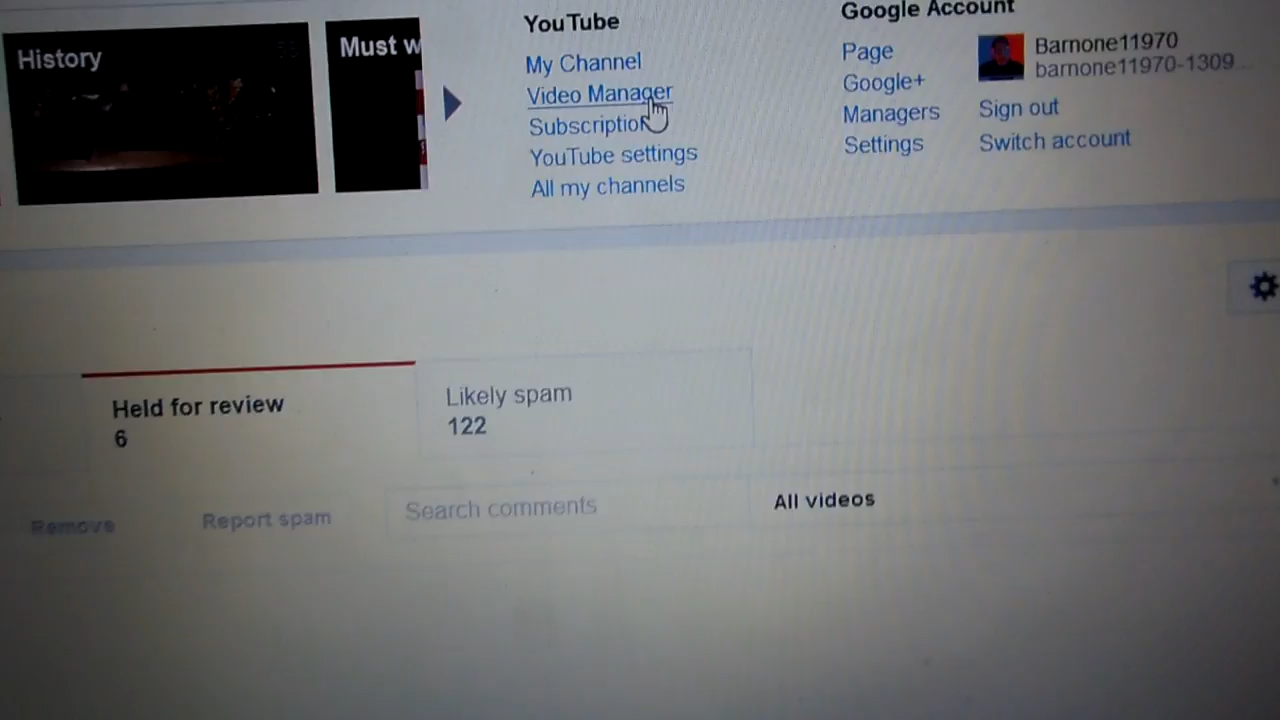 History
Must w
YouTube
My Channel
Video Manager
Subscription
YouTube settings
All my channels
Google Account
Page
Google+
Managers
Settings
Barnone11970
barnone11970-1309...
Sign out
Switch account
Held for review
6
Likely spam
122
Remove
Report spam
Search comments
All videos